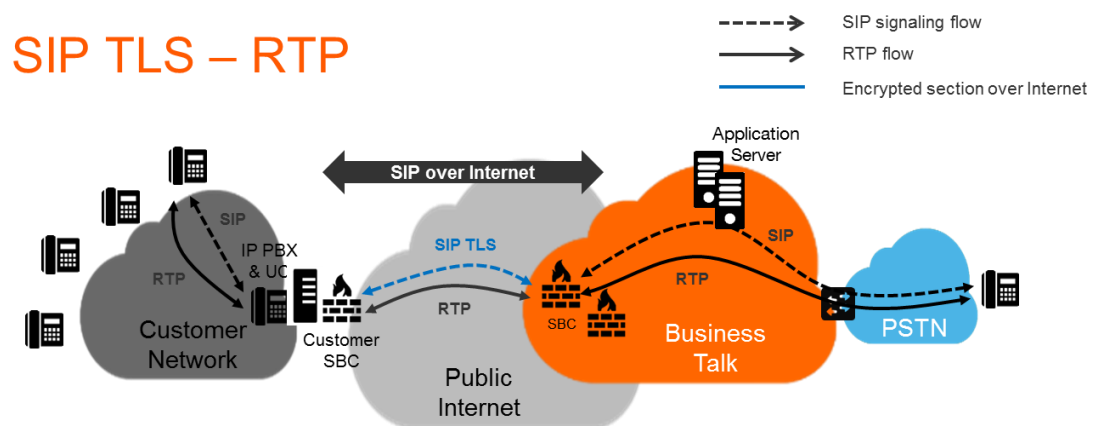 SIP TLS – RTP
SIP signaling flow
RTP flow
Encrypted section over Internet
Application
Server
SIP over Internet
SIP
RTP
IP PBX
& UC
Customer
Network
Customer
SBC
SIP TLS
RTP
Public
Internet
SBC
SIP
RTP
Business
Talk
PSTN